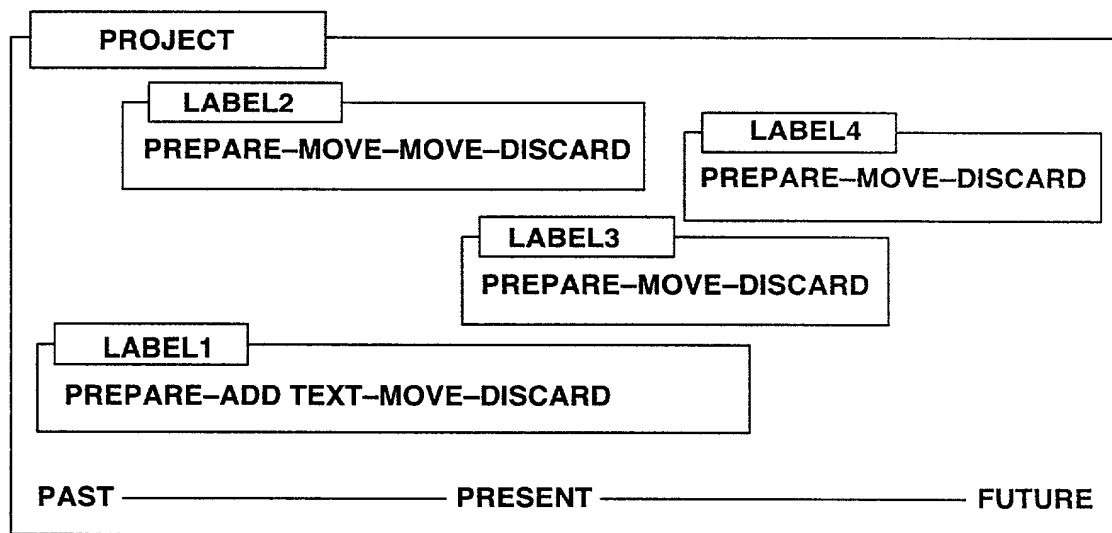 PROJECT
LABEL2
PREPARE–MOVE–MOVE–DISCARD
LABEL4
PREPARE–MOVE–DISCARD
LABEL3
PREPARE–MOVE–DISCARD
LABEL1
PREPARE–ADD TEXT–MOVE–DISCARD
PAST PRESENT FUTURE